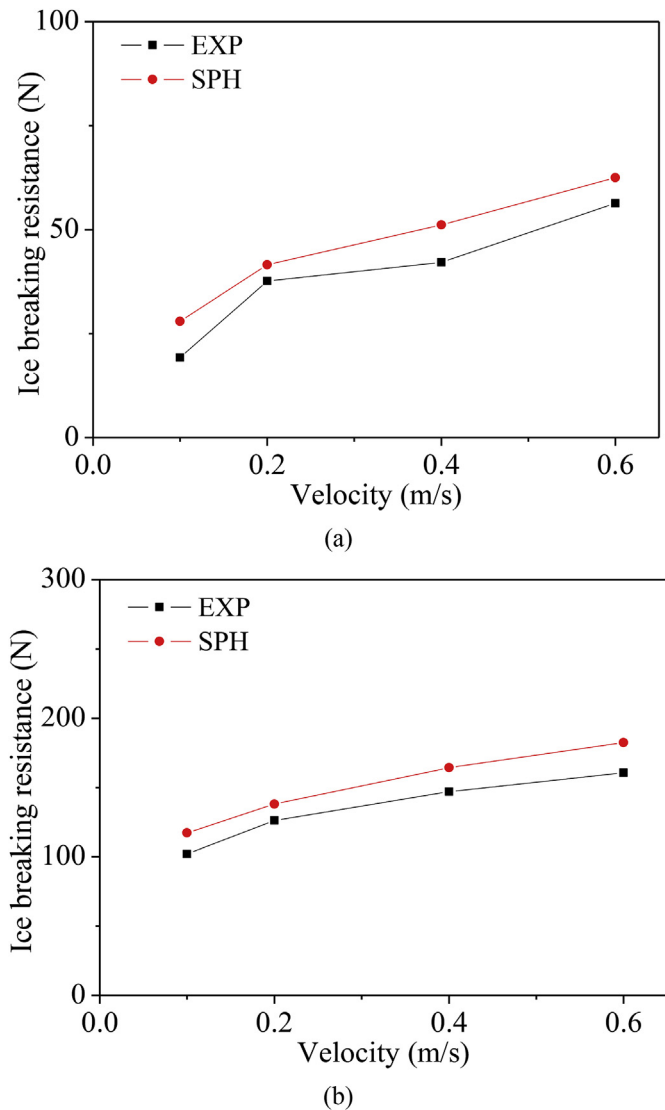 100
EXP
SPH
Ice breaking resistance (N)
50
0
0.0 0.2 0.4 0.6
Velocity (m/s)
(a)
300
EXP
SPH
Ice breaking resistance (N)
200
100
0
0.0 0.2 0.4 0.6
Velocity (m/s)
(b)